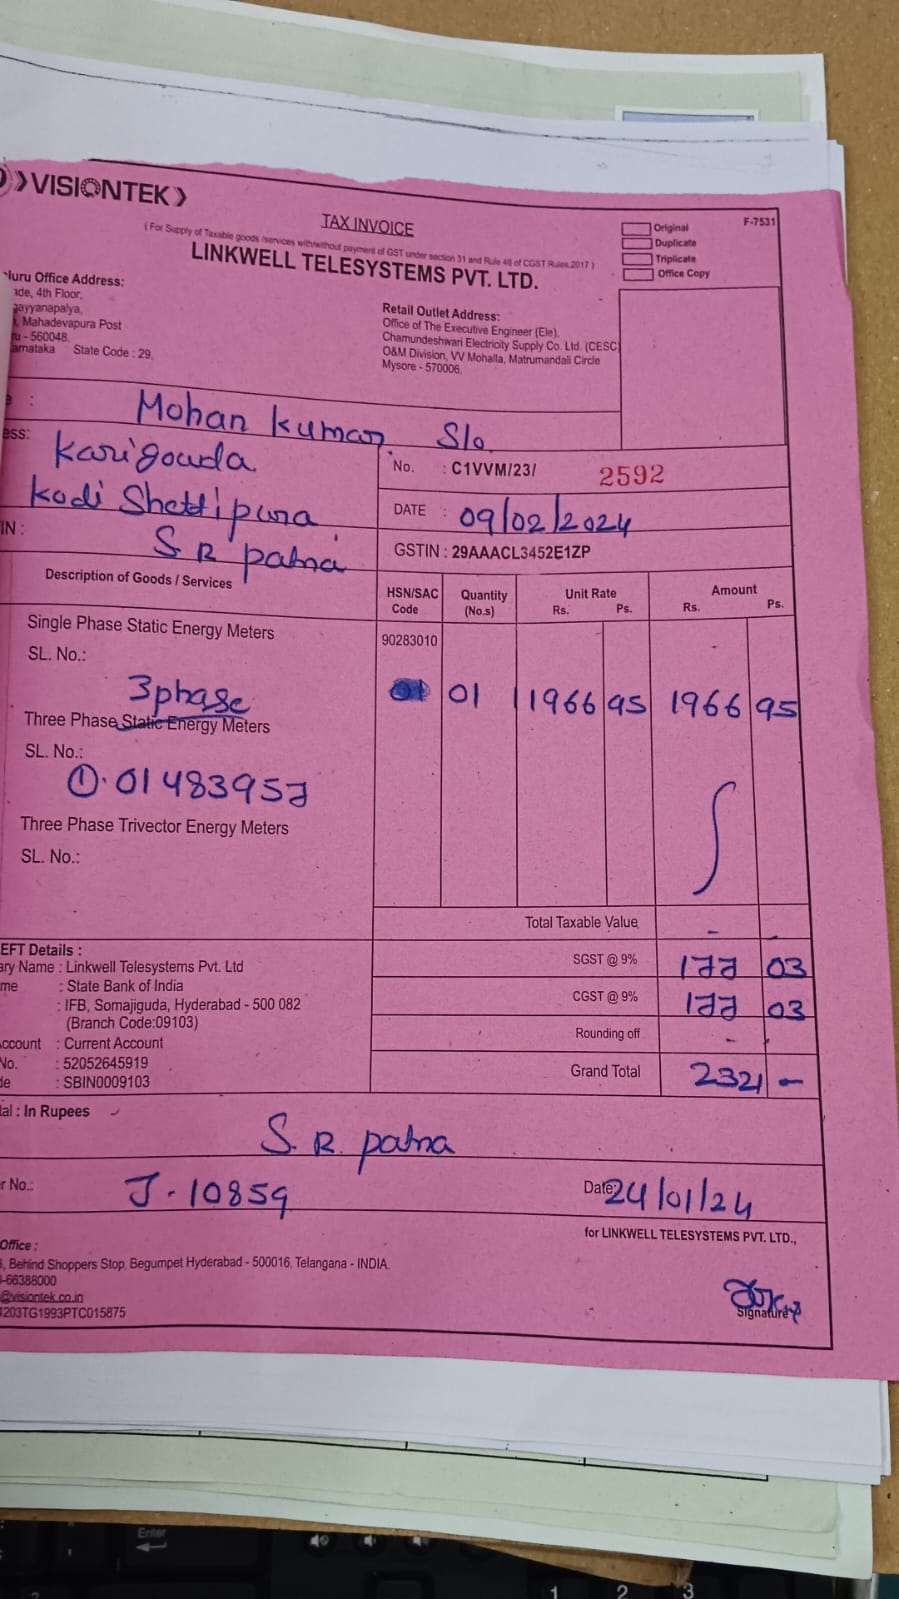 VISIONTEK
TAX INVOICE
( For Supply of Taxable goods /services with/without payment of GST under section 31 and Rule 46 of CGST Rules,2017 )
LINKWELL TELESYSTEMS PVT. LTD.
F-7531
Original
Duplicate
Triplicate
Office Copy
luru Office Address:
ade, 4th Floor,
gayyanapalya,
, Mahadevapura Post
ru - 560048.
arnataka State Code : 29.
Retail Outlet Address:
Office of The Executive Engineer (Ele),
Chamundeshwari Electricity Supply Co. Ltd. (CESC
O&M Division, VV Mohalla, Matrumandali Circle
Mysore - 570006.
e : Mohan kumar S/o
ess: Karigouda
kodi Shettipura
IN : S R patna
No. : C1VVM/23/ 2592
DATE : 09/02/2024
GSTIN : 29AAACL3452E1ZP
Description of Goods / Services HSN/SAC Code Quantity (No.s) Unit Rate Rs. Ps. Amount Rs. Ps.
Single Phase Static Energy Meters 90283010
SL. No.:
3phase 01 01 1966 95 1966 95
Three Phase Static Energy Meters
SL. No.:
①.01483957
Three Phase Trivector Energy Meters
SL. No.:
Total Taxable Value - -
SGST @ 9% 177 03
CGST @ 9% 177 03
Rounding off - -
Grand Total 2321 -
EFT Details :
ary Name : Linkwell Telesystems Pvt. Ltd
me : State Bank of India
: IFB, Somajiguda, Hyderabad - 500 082
(Branch Code:09103)
ccount : Current Account
No. : 52052645919
de : SBIN0009103
tal : In Rupees
S. R patna
r No.: J-10859 Date: 24/01/24
for LINKWELL TELESYSTEMS PVT. LTD.,
Office :
, Behind Shoppers Stop, Begumpet Hyderabad - 500016, Telangana - INDIA.
-66388000
@visiontek.co.in
4203TG1993PTC015875
Signature
Enter
1 2 3